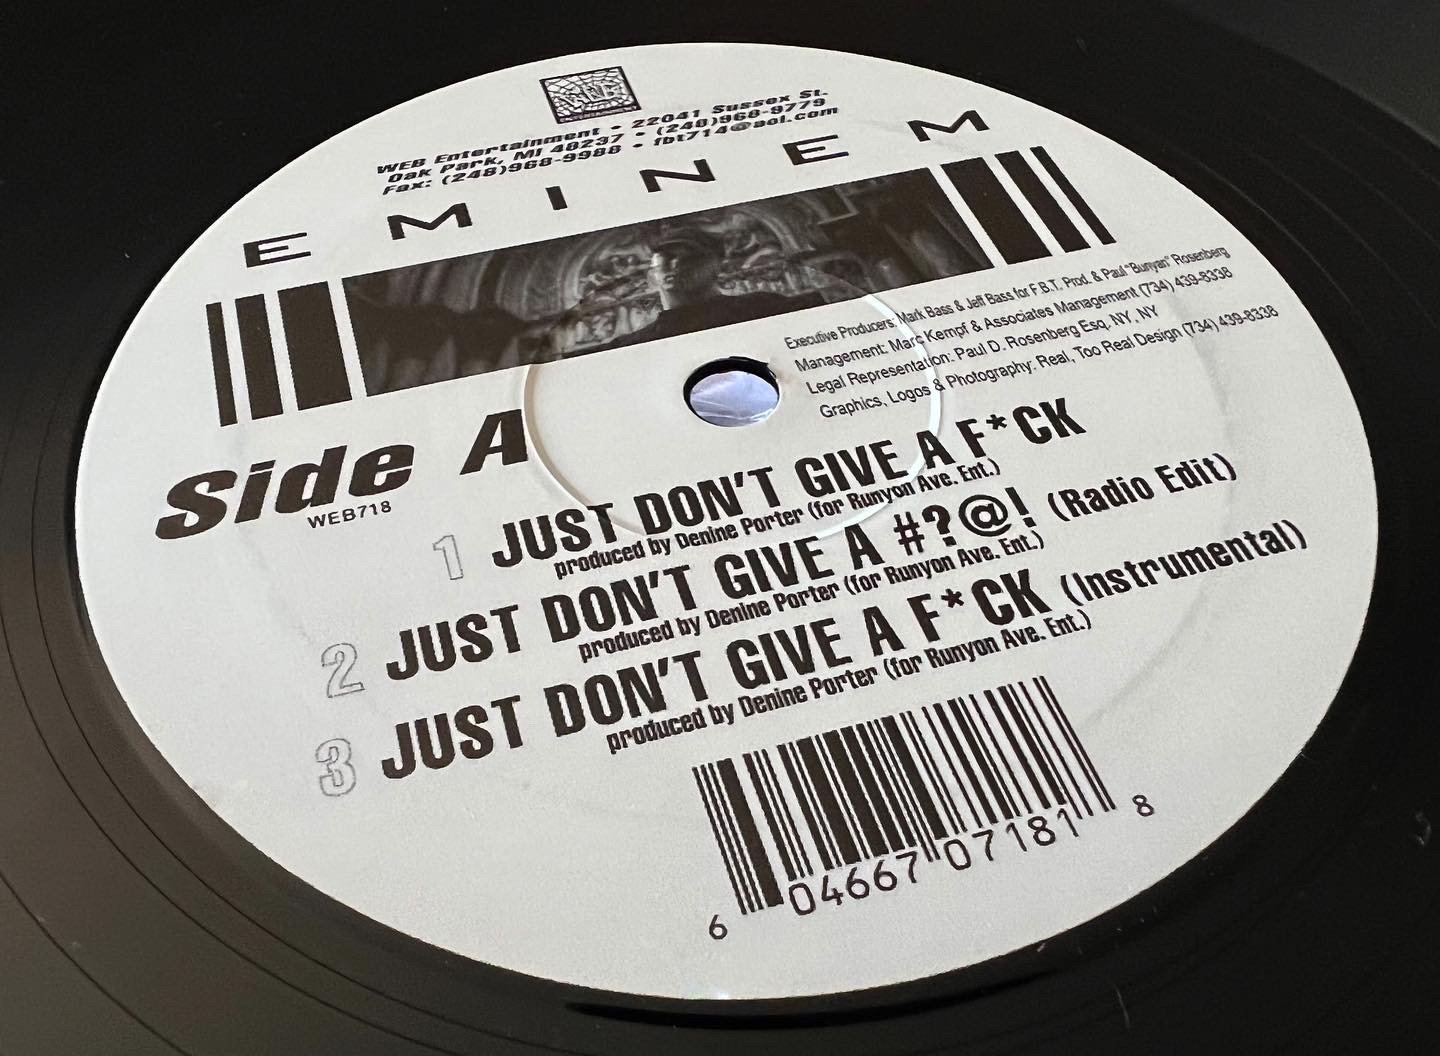 WEB
ENTERTAINMENT
WEB Entertainment • 22041 Sussex St.
Oak Park, MI 48237 • (248)968-9779
Fax: (248)968-9988 • fbt714@aol.com
EMINEM
Executive Producers: Mark Bass & Jeff Bass for F.B.T. Prod. & Paul "Bunyan" Rosenberg
Management: Marc Kempf & Associates Management (734) 439-8338
Legal Representation: Paul D. Rosenberg Esq. NY, NY
Graphics, Logos & Photography: Real, Too Real Design (734) 439-8338
Side A
WEB718
1 JUST DON'T GIVE A F*CK
produced by Denine Porter (for Runyon Ave. Ent.)
2 JUST DON'T GIVE A #?@! (Radio Edit)
produced by Denine Porter (for Runyon Ave. Ent.)
3 JUST DON'T GIVE A F*CK (Instrumental)
produced by Denine Porter (for Runyon Ave. Ent.)
6 04667 07181 8